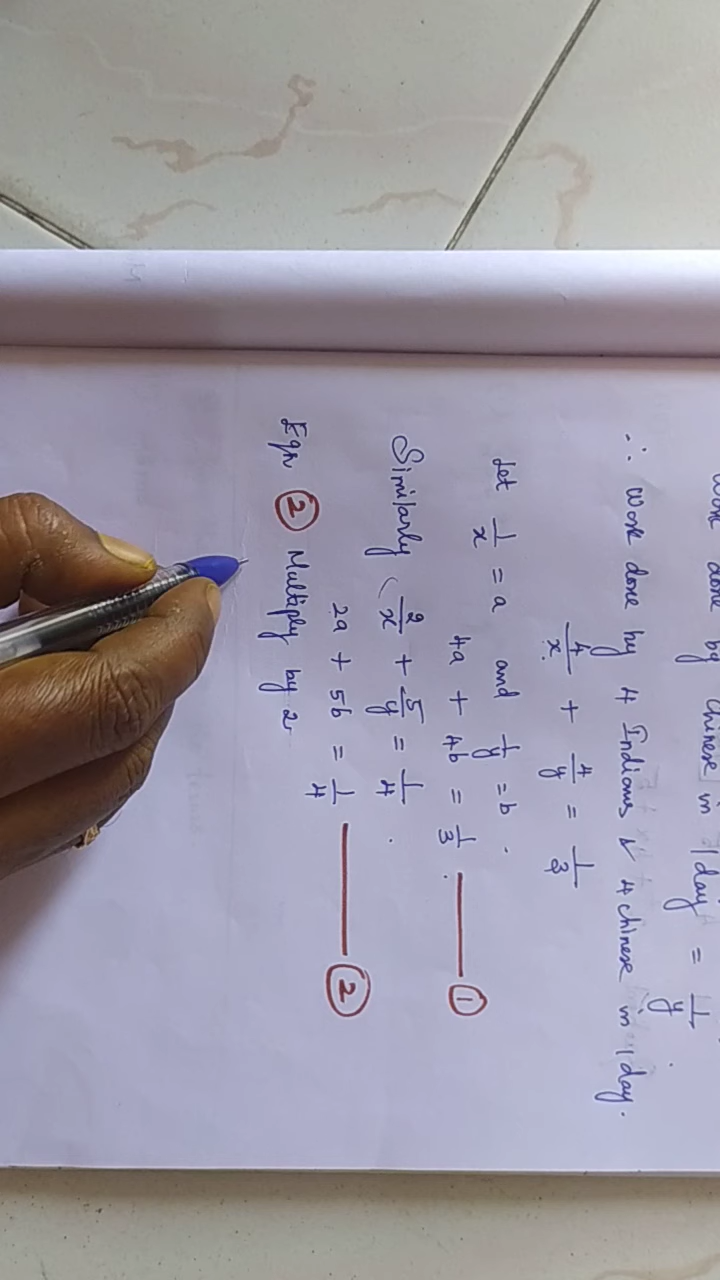 Work done by Chinese in 1 day = 1/y.
∴ Work done by 4 Indians & 4 chinese in 1 day.
4/x + 4/y = 1/3
Let 1/x = a and 1/y = b.
4a + 4b = 1/3. ①
Similarly, 2/x + 5/y = 1/4.
2a + 5b = 1/4 ②
Eqn ② Multiply by 2